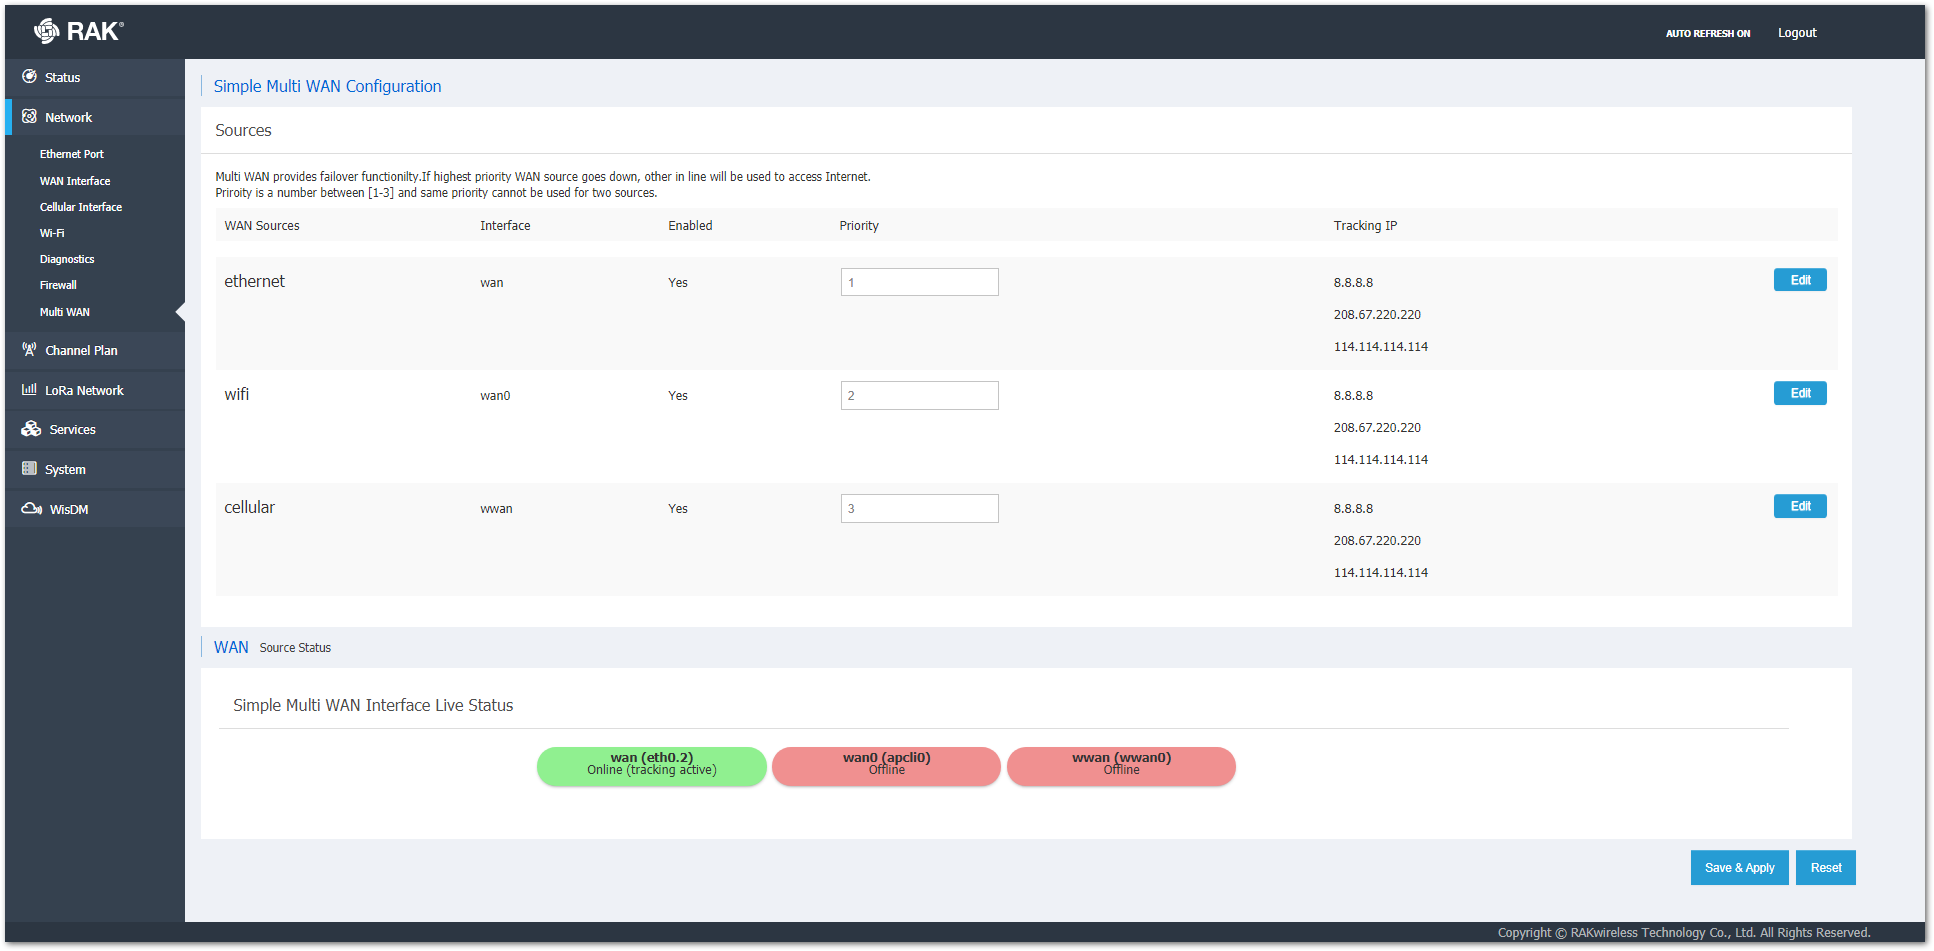 RAK®
AUTO REFRESH ON Logout
Status
Network
Ethernet Port
WAN Interface
Cellular Interface
Wi-Fi
Diagnostics
Firewall
Multi WAN
Channel Plan
LoRa Network
Services
System
WisDM
Simple Multi WAN Configuration
Sources
Multi WAN provides failover functionilty.If highest priority WAN source goes down, other in line will be used to access Internet.
Priroity is a number between [1-3] and same priority cannot be used for two sources.
WAN Sources Interface Enabled Priority Tracking IP
ethernet wan Yes 1 8.8.8.8 Edit
208.67.220.220
114.114.114.114
wifi wan0 Yes 2 8.8.8.8 Edit
208.67.220.220
114.114.114.114
cellular wwan Yes 3 8.8.8.8 Edit
208.67.220.220
114.114.114.114
WAN Source Status
Simple Multi WAN Interface Live Status
wan (eth0.2) wan0 (apcli0) wwan (wwan0)
Online (tracking active) Offline Offline
Save & Apply Reset
Copyright © RAKwireless Technology Co., Ltd. All Rights Reserved.